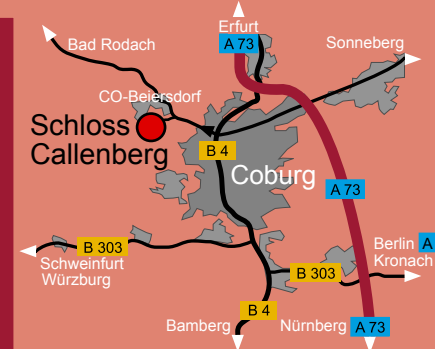 Erfurt
A 73
Sonneberg
Bad Rodach
CO-Beiersdorf
Schloss
Callenberg
B 4
Coburg
A 73
B 303
Schweinfurt
Würzburg
B 303
Berlin A
Kronach
B 4
Bamberg
Nürnberg A 73